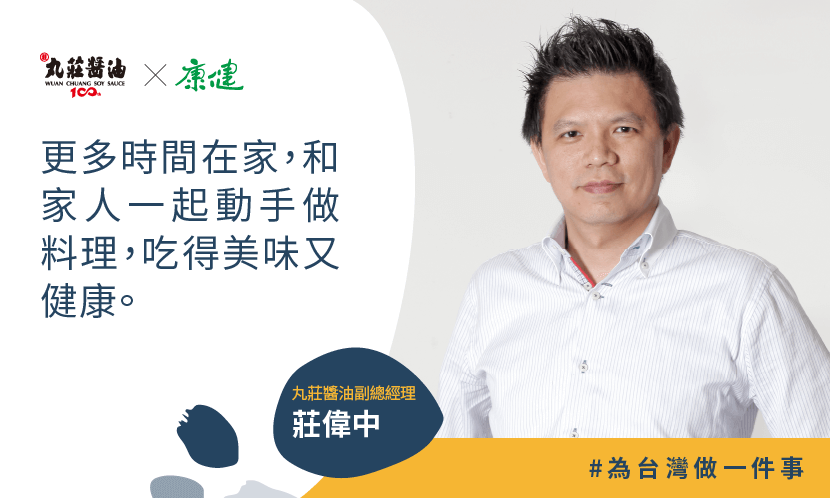 丸莊醬油
WUAN CHUANG SOY SAUCE
100
康健
更多時間在家，和
家人一起動手做
料理，吃得美味又
健康。
丸莊醬油副總經理
莊偉中
#為台灣做一件事